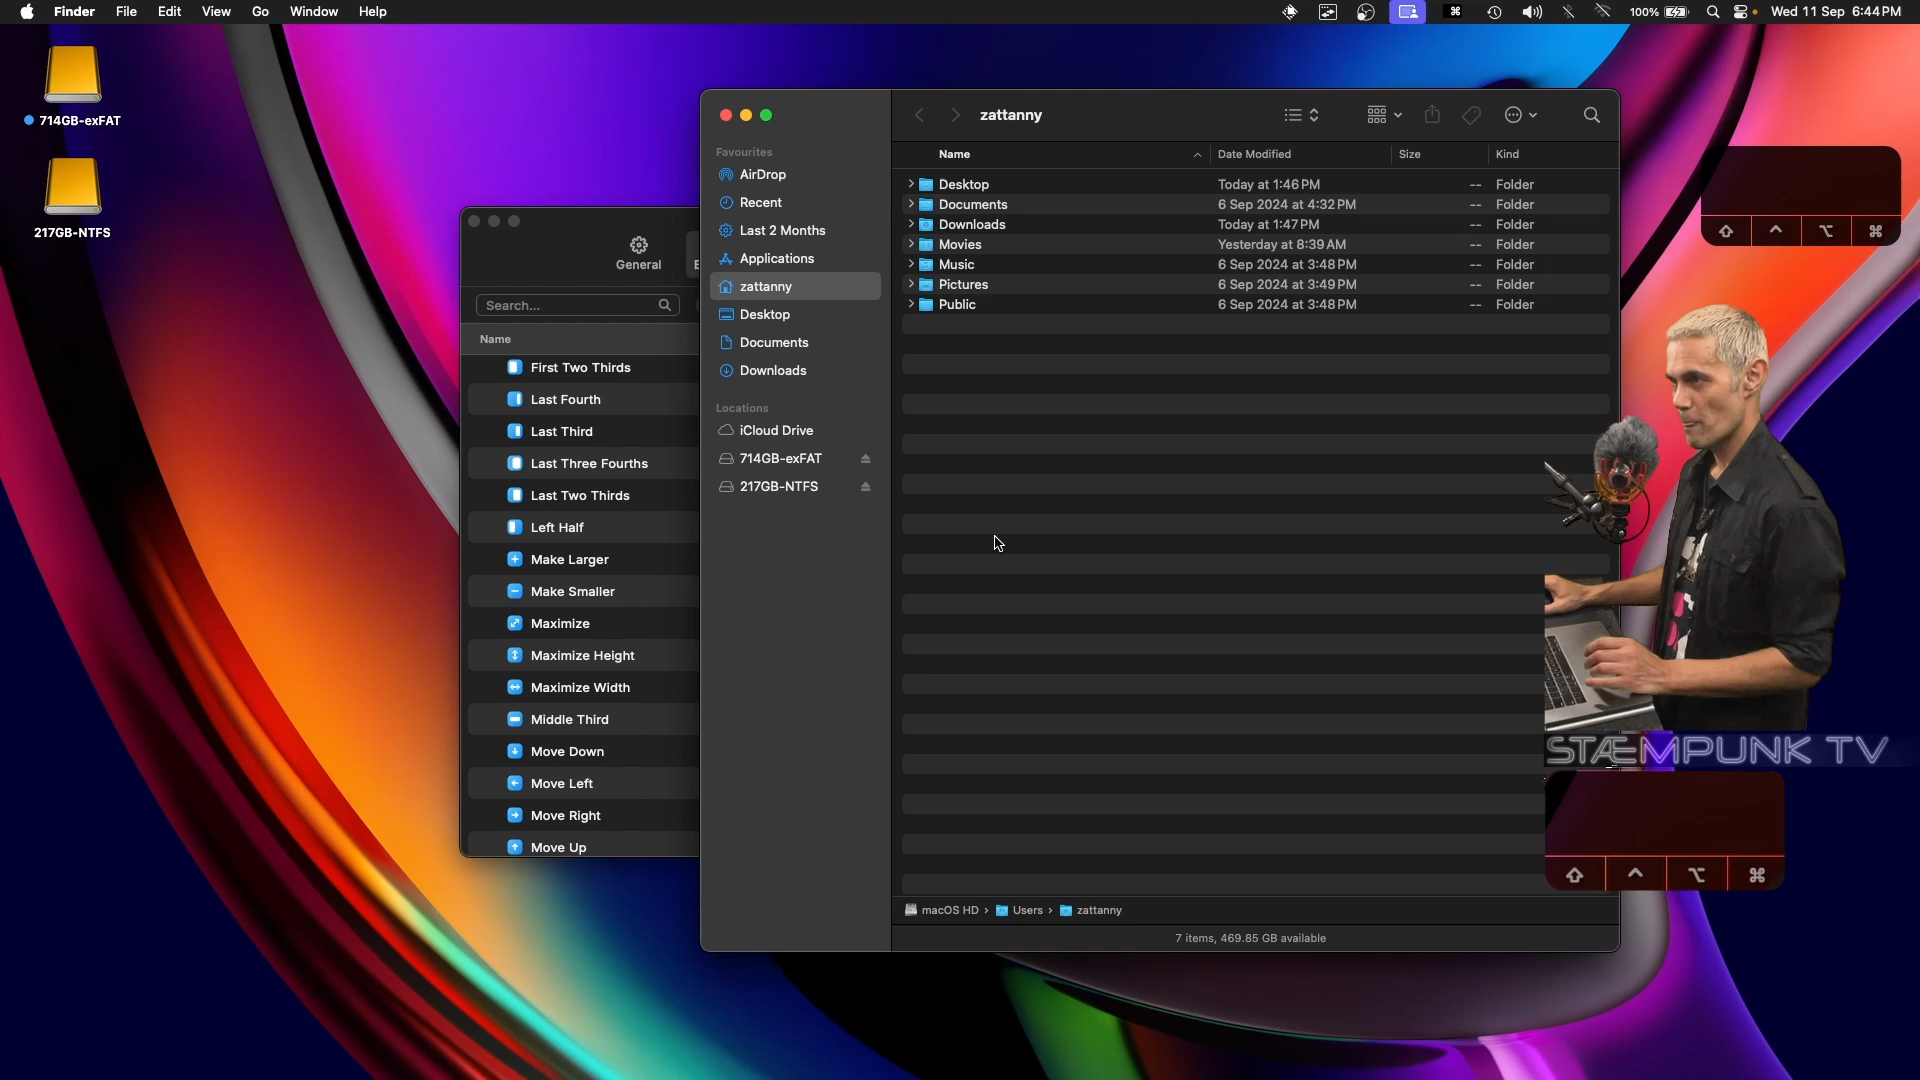 Finder File Edit View Go Window Help
100% Wed 11 Sep 6:44 PM
714GB-exFAT
217GB-NTFS
General
Search...
Name
First Two Thirds
Last Fourth
Last Third
Last Three Fourths
Last Two Thirds
Left Half
Make Larger
Make Smaller
Maximize
Maximize Height
Maximize Width
Middle Third
Move Down
Move Left
Move Right
Move Up
Favourites
AirDrop
Recent
Last 2 Months
Applications
zattanny
Desktop
Documents
Downloads
Locations
iCloud Drive
714GB-exFAT
217GB-NTFS
zattanny
Name Date Modified Size Kind
Desktop Today at 1:46 PM -- Folder
Documents 6 Sep 2024 at 4:32 PM -- Folder
Downloads Today at 1:47 PM -- Folder
Movies Yesterday at 8:39 AM -- Folder
Music 6 Sep 2024 at 3:48 PM -- Folder
Pictures 6 Sep 2024 at 3:49 PM -- Folder
Public 6 Sep 2024 at 3:48 PM -- Folder
macOS HD › Users › zattanny
7 items, 469.85 GB available
STÆMPUNK TV